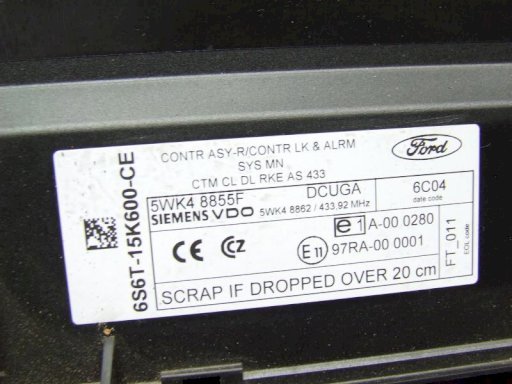 6S6T-15K600-CE
CONTR ASY-R/CONTR LK & ALRM
SYS MN
CTM CL DL RKE AS 433
Ford
5WK4 8855F DCUGA 6C04
date code
SIEMENS VDO 5WK4 8862 / 433.92 MHz
e1 A-00 0280
CE CZ E11 97RA-00 0001
FT_011
EOL code
SCRAP IF DROPPED OVER 20 cm